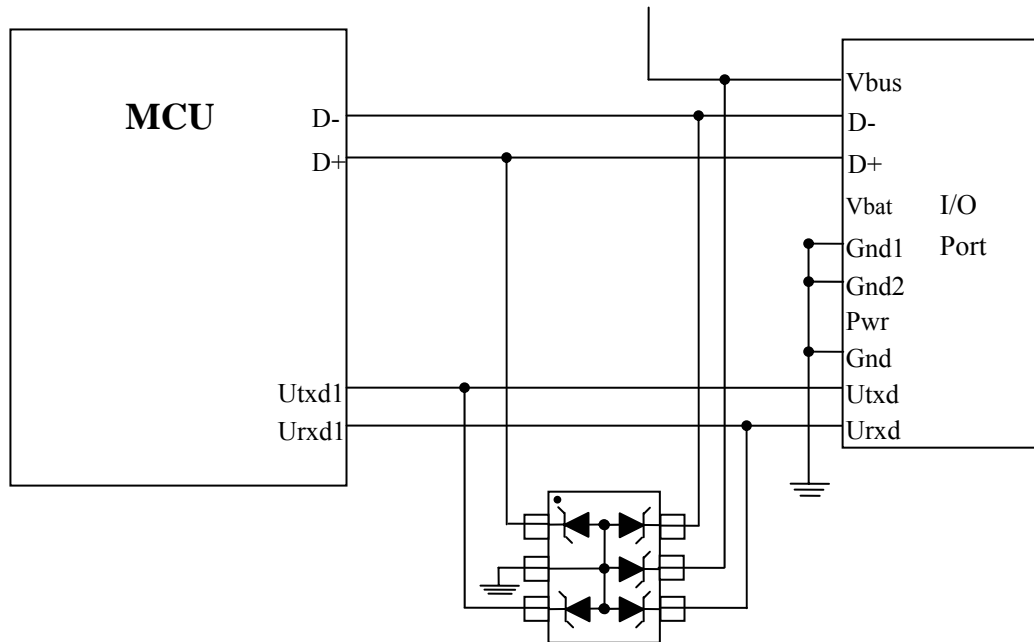 MCU
D-
D+
Utxd1
Urxd1
Vbus
D-
D+
Vbat I/O
Gnd1 Port
Gnd2
Pwr
Gnd
Utxd
Urxd